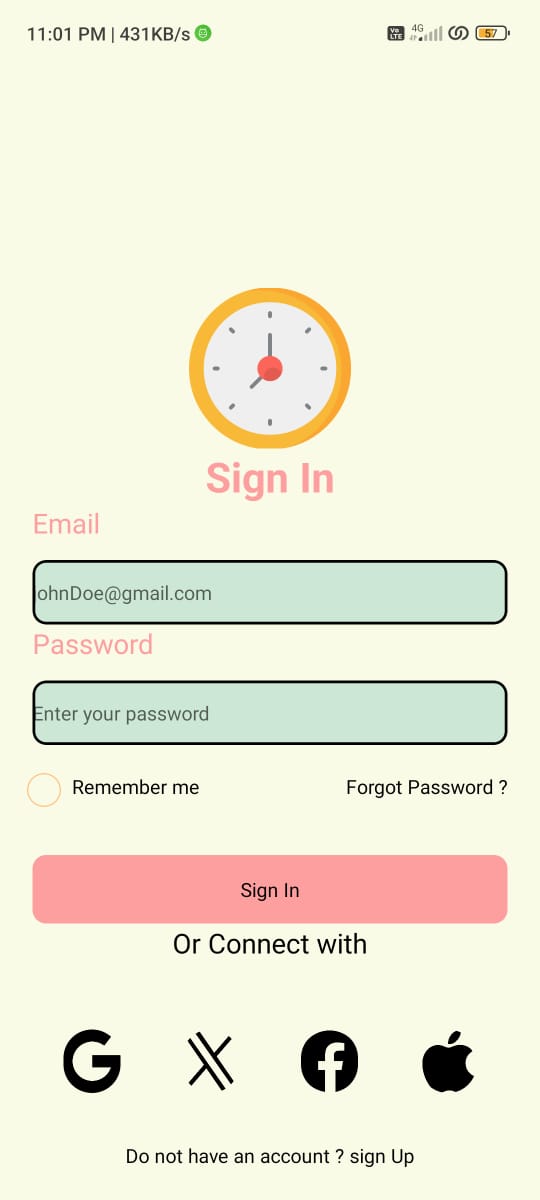 11:01 PM | 431KB/s
Vo LTE 4G 57
Sign In
Email
ohnDoe@gmail.com
Password
Enter your password
Remember me Forgot Password ?
Sign In
Or Connect with
Do not have an account ? sign Up